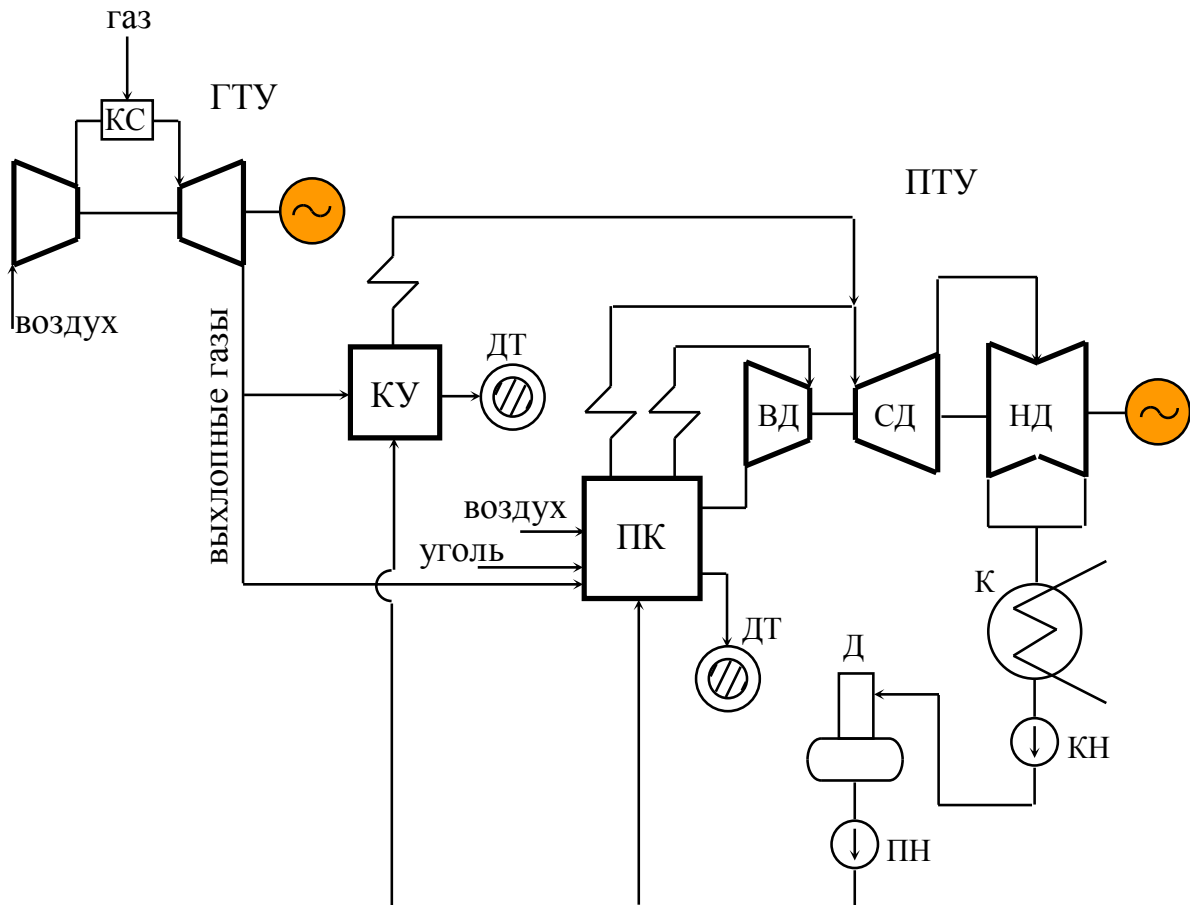 газ
ГТУ
КС
воздух
выхлопные газы
ПТУ
КУ
ДТ
ВД
СД
НД
воздух
уголь
ПК
ДТ
К
Д
КН
ПН